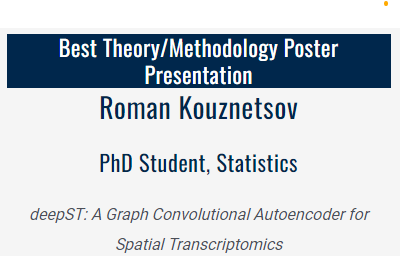 Best Theory/Methodology Poster
Presentation
Roman Kouznetsov
PhD Student, Statistics
deepST: A Graph Convolutional Autoencoder for
Spatial Transcriptomics